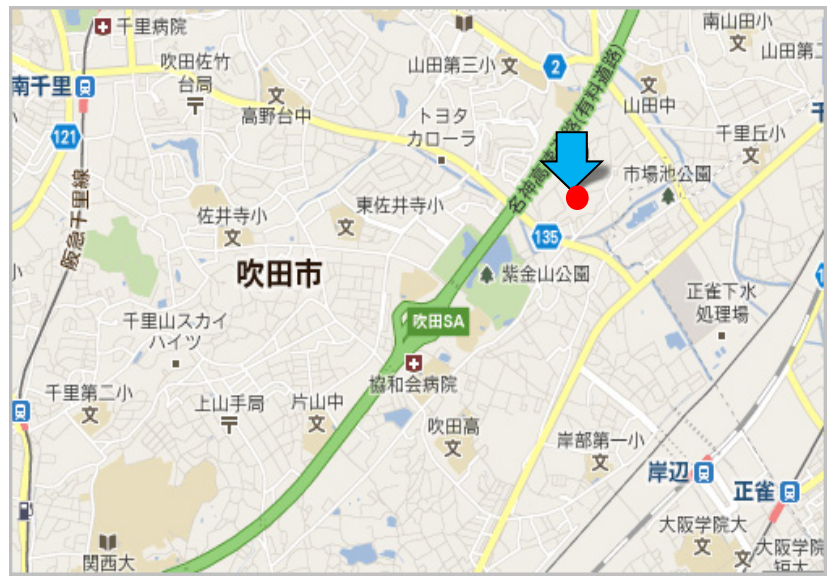 千里病院
南山田小
山田第三小
2
山田第二
吹田佐竹
台局
南千里
山田中
高野台中
トヨタ
カローラ
名神高速道路(有料道路)
千里丘小
121
市場池公園
阪急千里線
佐井寺小
東佐井寺小
135
吹田市
紫金山公園
正雀下水
処理場
千里山スカイ
ハイツ
吹田SA
協和会病院
千里第二小
上山手局
片山中
吹田高
岸部第一小
岸辺
正雀
大阪学院大
関西大
大阪学院
短大